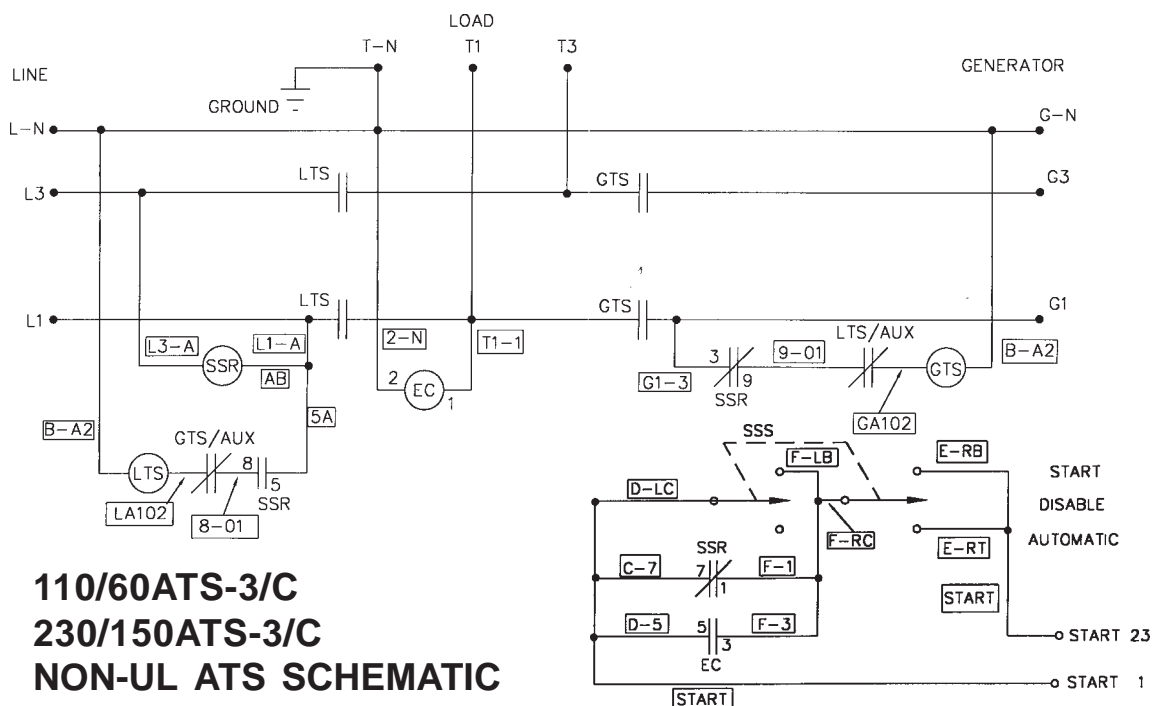 LOAD
T-N T1 T3
LINE
GENERATOR
GROUND
L-N
G-N
LTS
GTS
L3
G3
1
LTS
GTS
L1
G1
L3-A
L1-A
2-N
T1-1
LTS/AUX
SSR
AB
3
9-01
B-A2
2
EC
1
G1-3
9
GTS
SSR
5A
GA102
B-A2
GTS/AUX
SSS
LTS
8
5
SSR
F-LB
E-RB
START
LA102
8-01
D-LC
DISABLE
F-RC
AUTOMATIC
SSR
E-RT
C-7
7
1
F-1
START
D-5
5
3
F-3
EC
START 23
START 1
START
110/60ATS-3/C
230/150ATS-3/C
NON-UL ATS SCHEMATIC